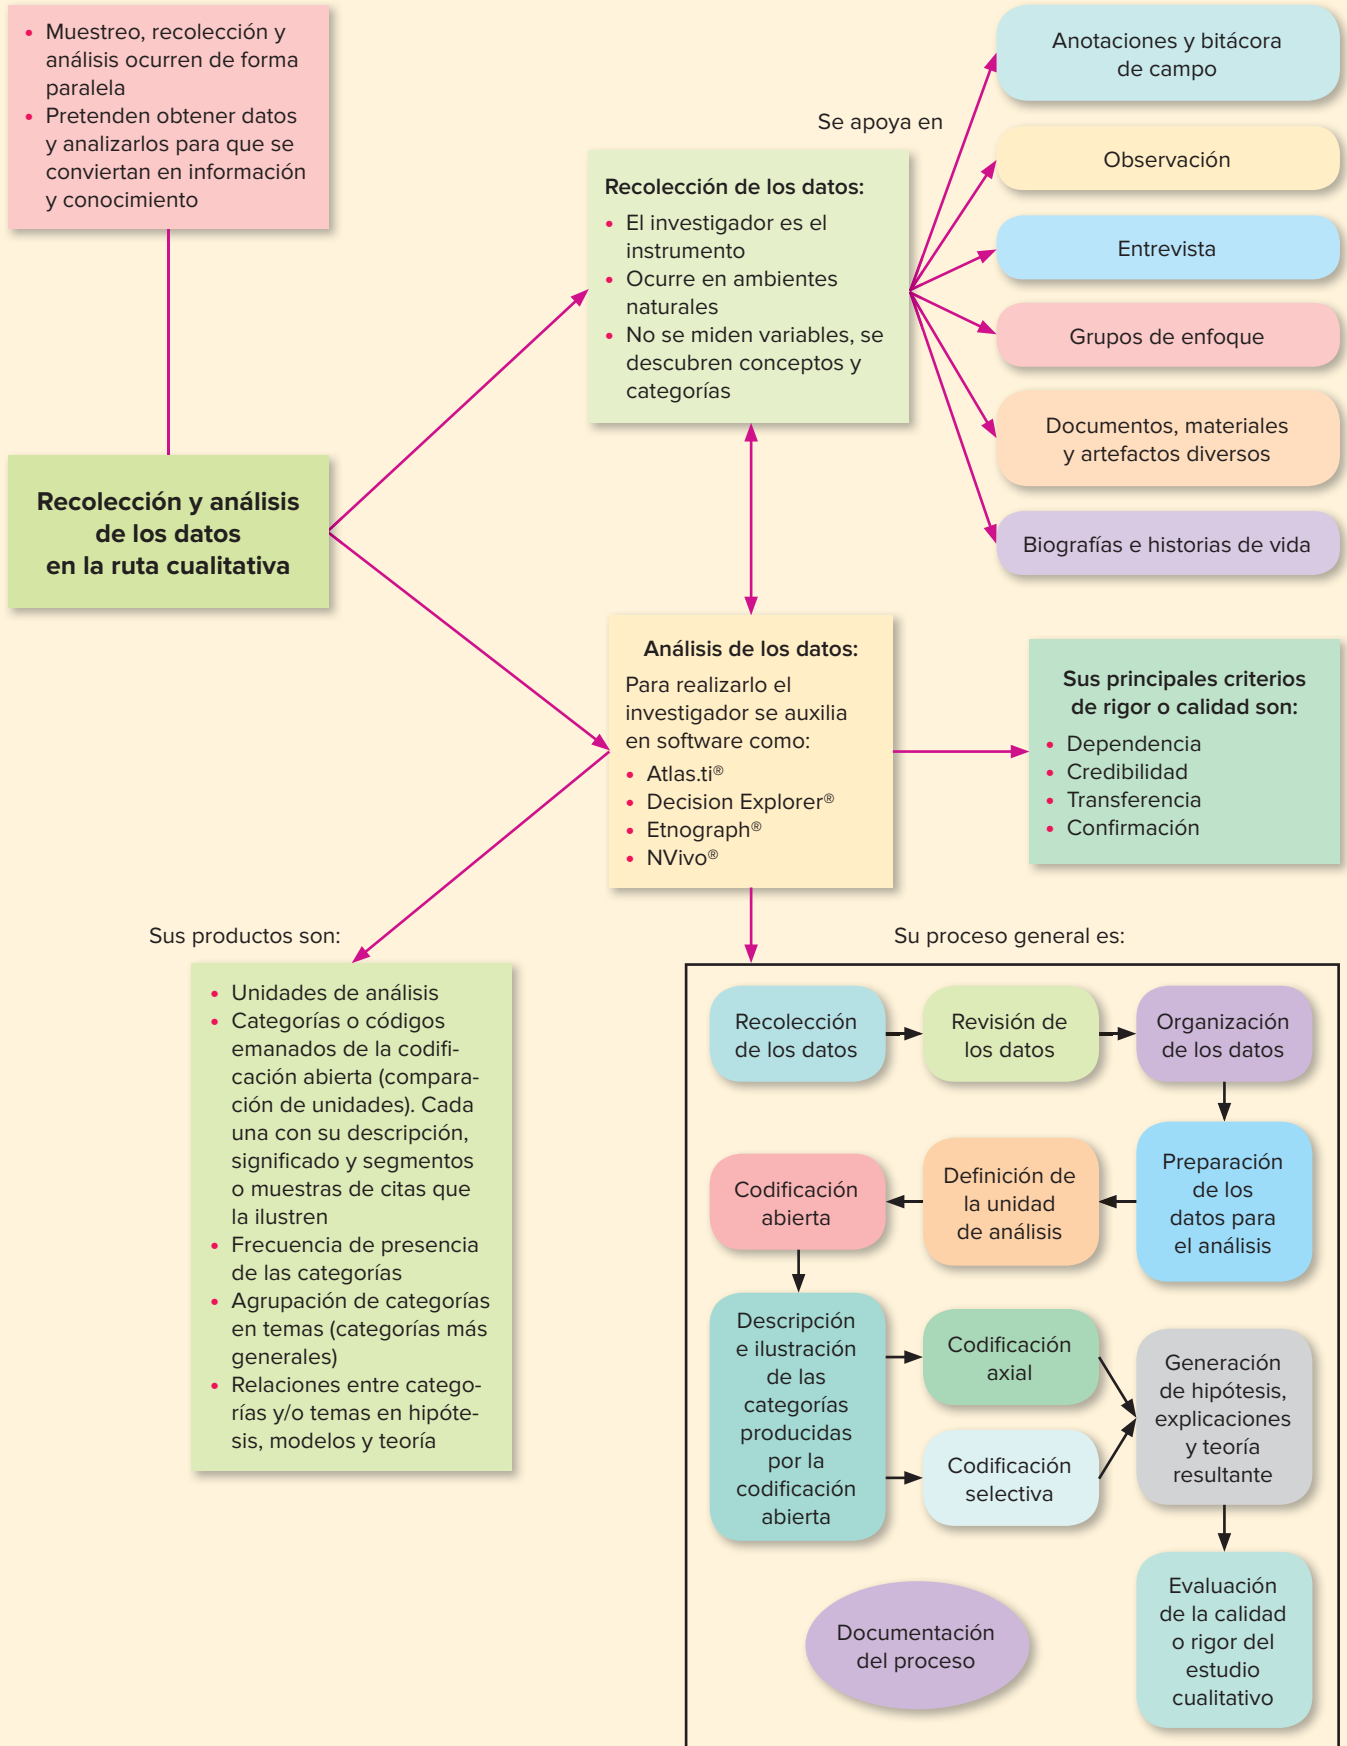 • Muestreo, recolección y
análisis ocurren de forma
paralela
• Pretenden obtener datos
y analizarlos para que se
conviertan en información
y conocimiento
Recolección y análisis
de los datos
en la ruta cualitativa
Recolección de los datos:
• El investigador es el
instrumento
• Ocurre en ambientes
naturales
• No se miden variables, se
descubren conceptos y
categorías
Se apoya en
Anotaciones y bitácora
de campo
Observación
Entrevista
Grupos de enfoque
Documentos, materiales
y artefactos diversos
Biografías e historias de vida
Análisis de los datos:
Para realizarlo el
investigador se auxilia
en software como:
• Atlas.ti®
• Decision Explorer®
• Etnograph®
• NVivo®
Sus principales criterios
de rigor o calidad son:
• Dependencia
• Credibilidad
• Transferencia
• Confirmación
Sus productos son:
• Unidades de análisis
• Categorías o códigos
emanados de la codifi-
cación abierta (compara-
ción de unidades). Cada
una con su descripción,
significado y segmentos
o muestras de citas que
la ilustren
• Frecuencia de presencia
de las categorías
• Agrupación de categorías
en temas (categorías más
generales)
• Relaciones entre catego-
rías y/o temas en hipóte-
sis, modelos y teoría
Su proceso general es:
Recolección
de los datos
Revisión de
los datos
Organización
de los datos
Preparación
de los
datos para
el análisis
Definición de
la unidad
de análisis
Codificación
abierta
Descripción
e ilustración
de las
categorías
producidas
por la
codificación
abierta
Codificación
axial
Codificación
selectiva
Generación
de hipótesis,
explicaciones
y teoría
resultante
Evaluación
de la calidad
o rigor del
estudio
cualitativo
Documentación
del proceso